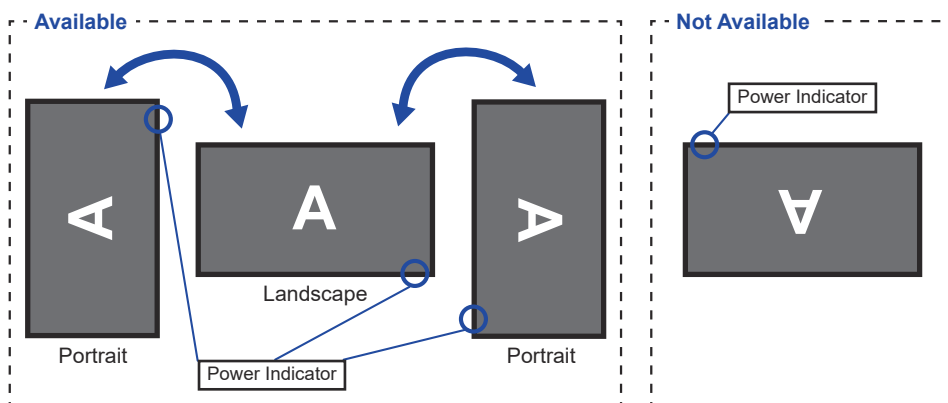 Available
Not Available
Power Indicator
A
A
A
A
Landscape
Portrait
Portrait
Power Indicator